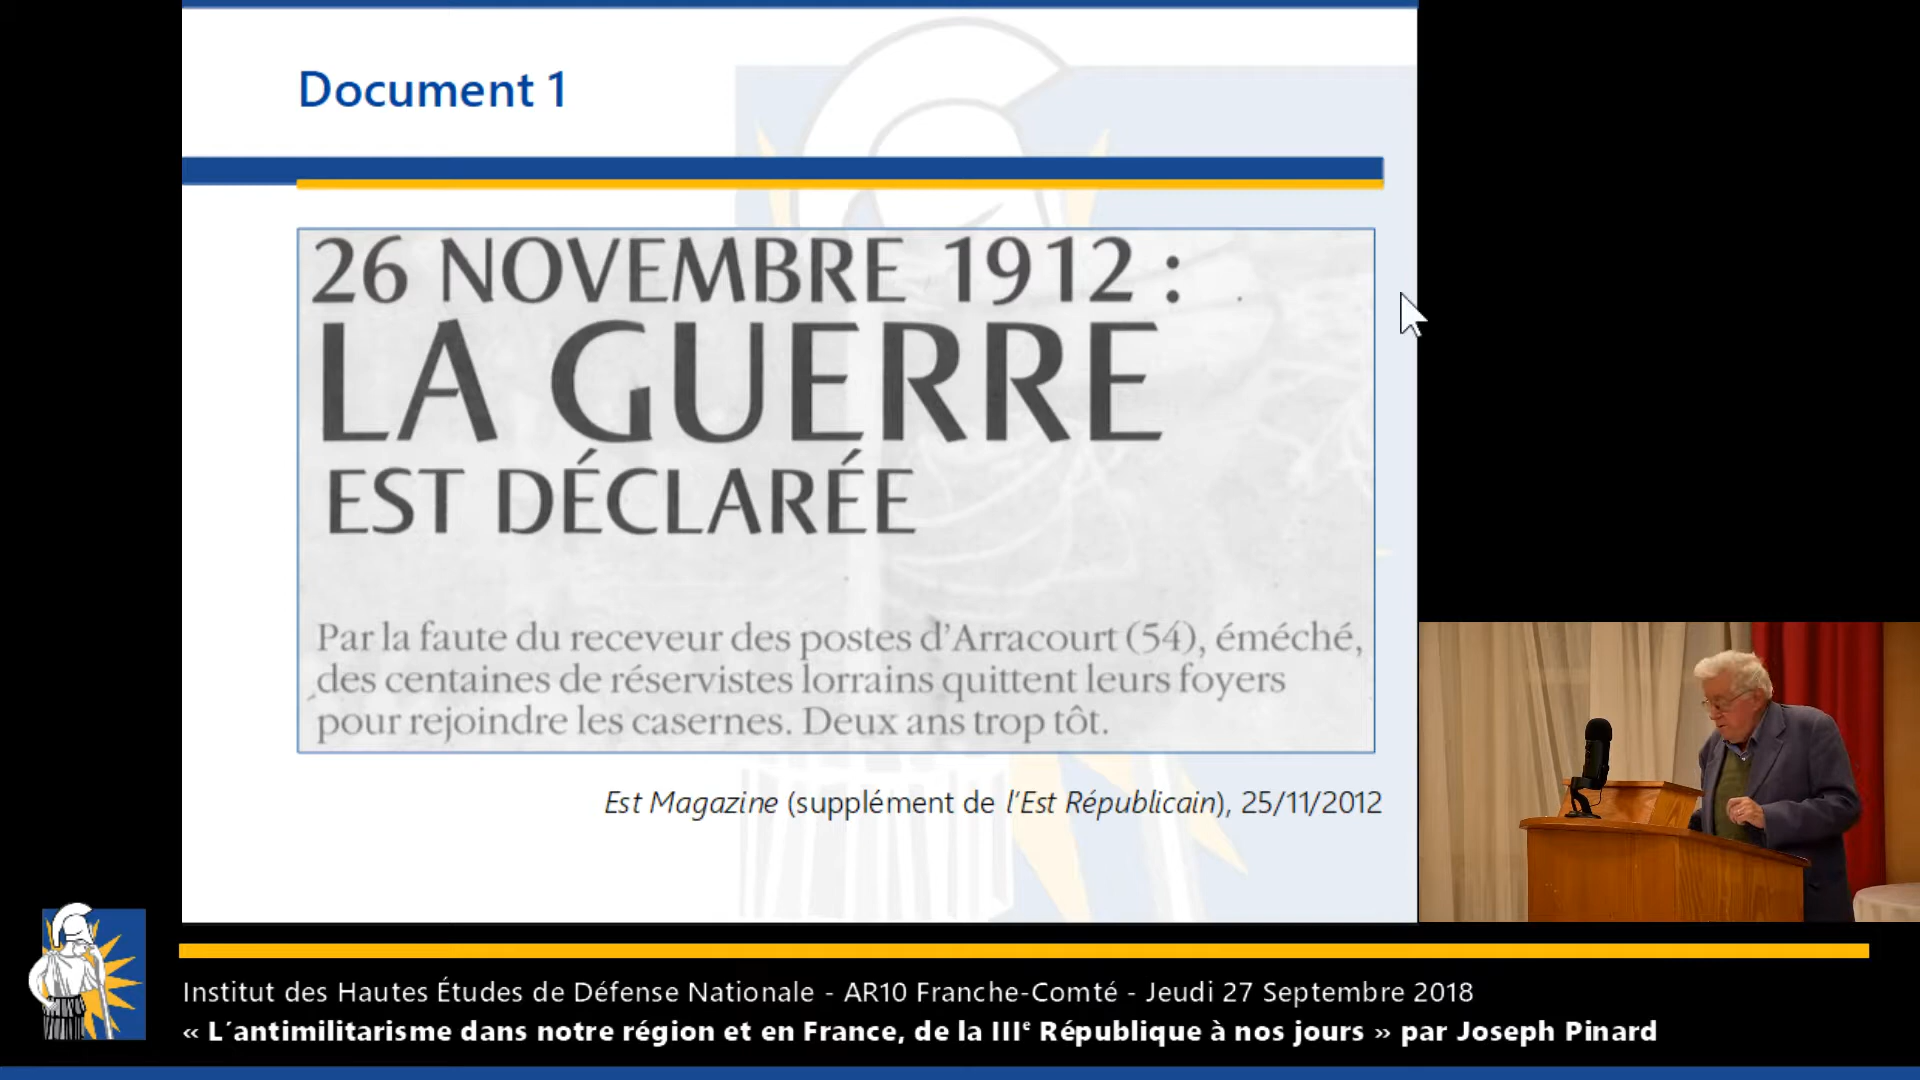 Document 1
26 NOVEMBRE 1912 :
LA GUERRE
EST DÉCLARÉE
Par la faute du receveur des postes d’Arracourt (54), éméché,
des centaines de réservistes lorrains quittent leurs foyers
pour rejoindre les casernes. Deux ans trop tôt.
Est Magazine (supplément de l’Est Républicain), 25/11/2012
Institut des Hautes Études de Défense Nationale - AR10 Franche-Comté - Jeudi 27 Septembre 2018
« L´antimilitarisme dans notre région et en France, de la IIIᵉ République à nos jours » par Joseph Pinard